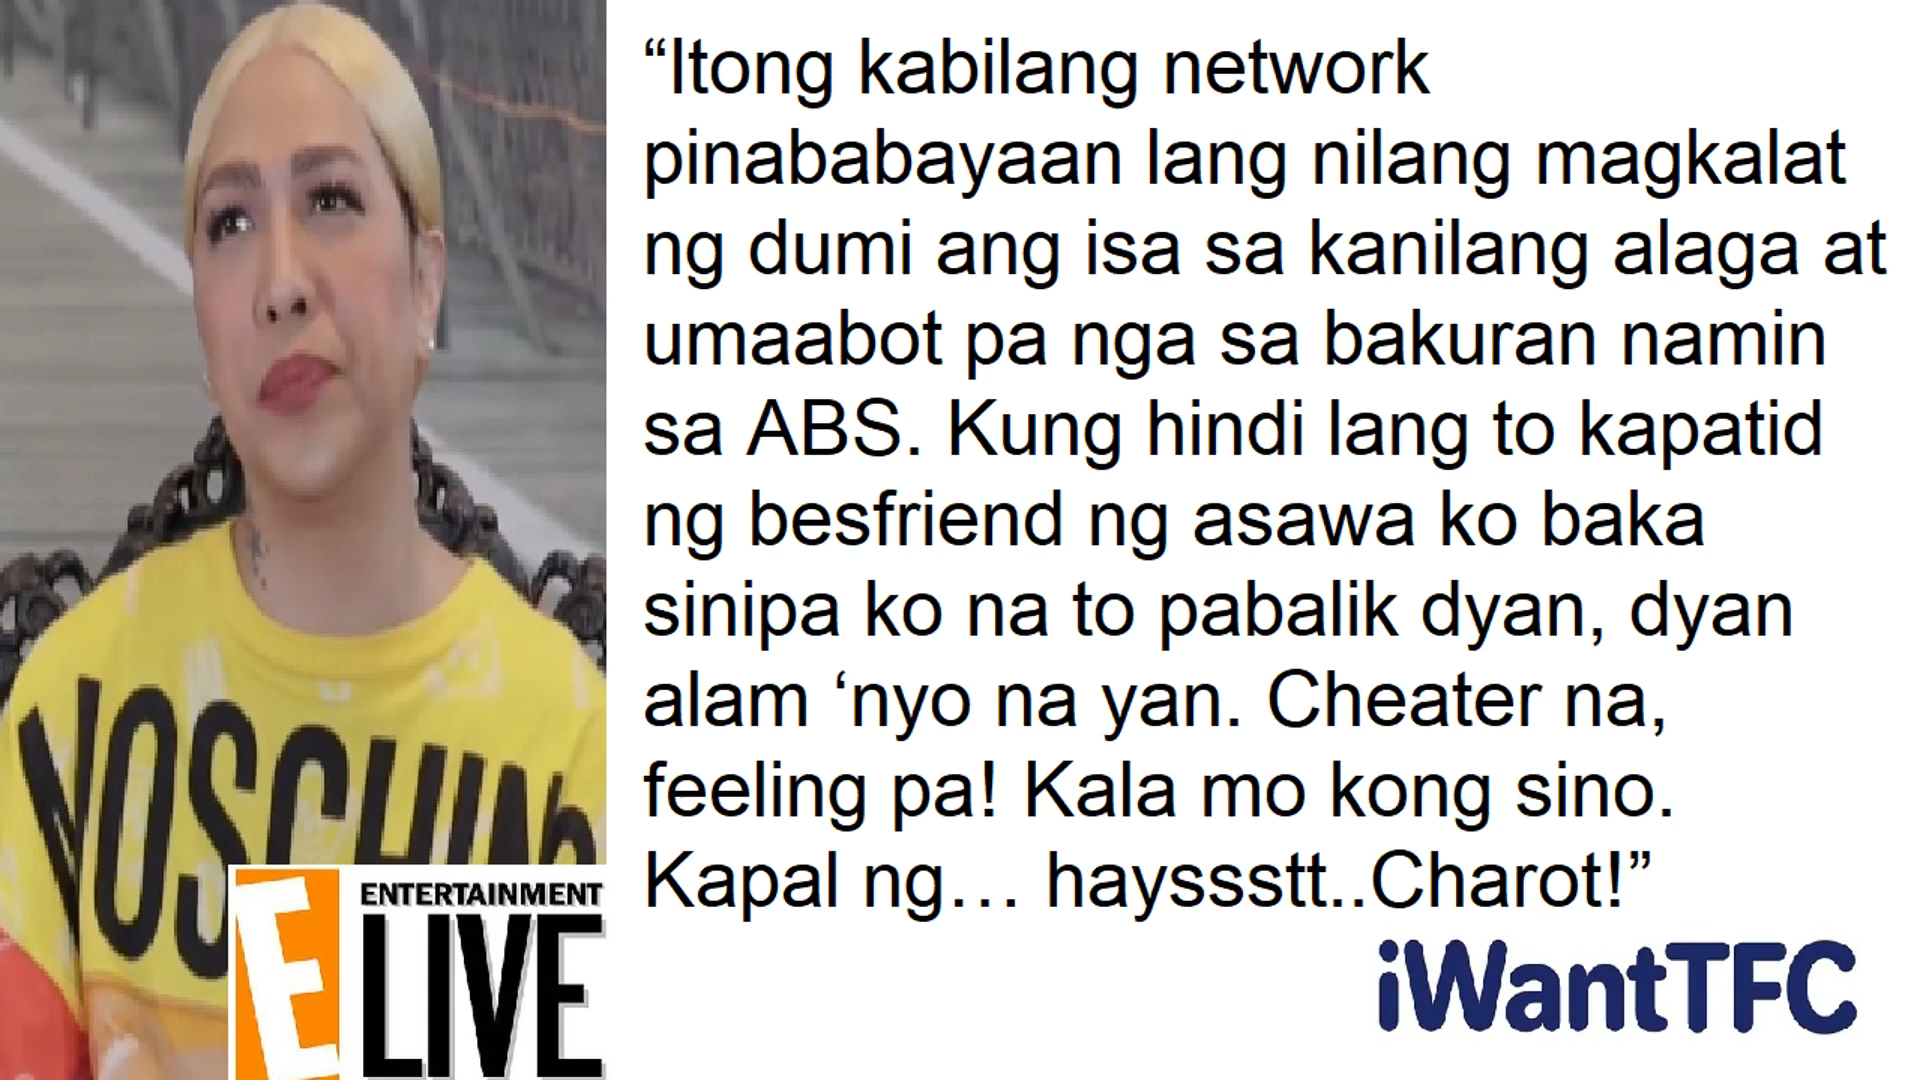 “Itong kabilang network
pinababayaan lang nilang magkalat
ng dumi ang isa sa kanilang alaga at
umaabot pa nga sa bakuran namin
sa ABS. Kung hindi lang to kapatid
ng besfriend ng asawa ko baka
sinipa ko na to pabalik dyan, dyan
alam ‘nyo na yan. Cheater na,
feeling pa! Kala mo kong sino.
Kapal ng… hayssstt..Charot!”
MOSCHINO
E ENTERTAINMENT
LIVE
iWantTFC